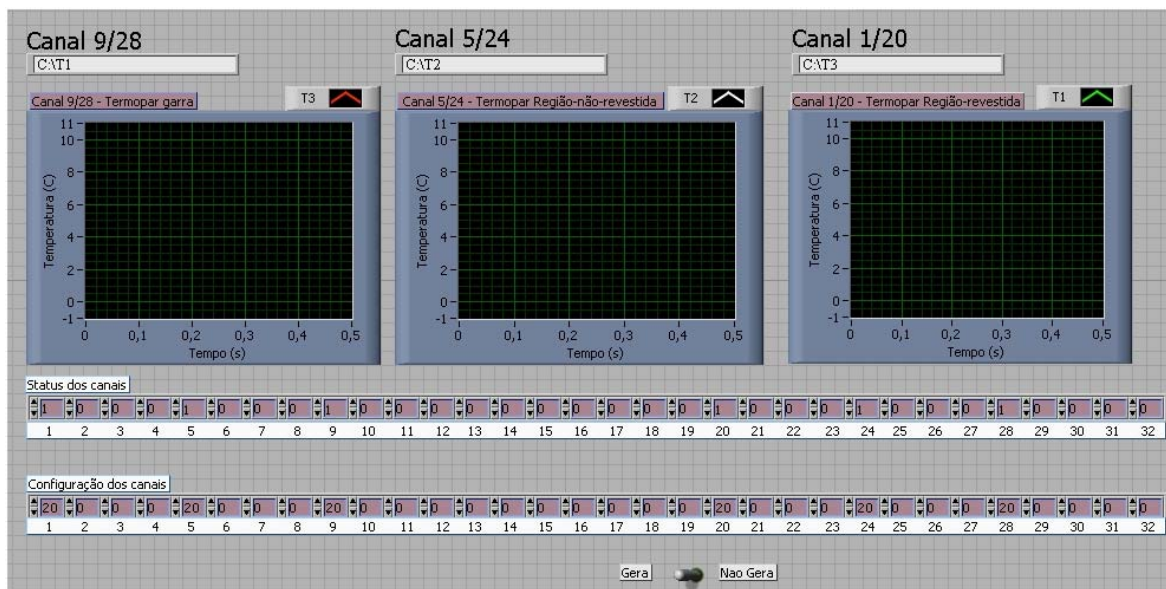 Canal 9/28
C:\T1
Canal 9/28 - Termopar garra
T3
11
10
8
6
4
2
0
-1
Temperatura (C)
0 0,1 0,2 0,3 0,4 0,5
Tempo (s)
Canal 5/24
C:\T2
Canal 5/24 - Termopar Região-não-revestida
T2
11
10
8
6
4
2
0
-1
Temperatura (C)
0 0,1 0,2 0,3 0,4 0,5
Tempo (s)
Canal 1/20
C:\T3
Canal 1/20 - Termopar Região-revestida
T1
11
10
8
6
4
2
0
-1
Temperatura (C)
0 0,1 0,2 0,3 0,4 0,5
Tempo (s)
Status dos canais
1 0 0 0 1 0 0 0 1 0 0 0 0 0 0 0 0 0 0 1 0 0 0 1 0 0 0 1 0 0 0 0
1 2 3 4 5 6 7 8 9 10 11 12 13 14 15 16 17 18 19 20 21 22 23 24 25 26 27 28 29 30 31 32
Configuração dos canais
20 0 0 0 20 0 0 0 20 0 0 0 0 0 0 0 0 0 0 20 0 0 0 20 0 0 0 20 0 0 0 0
1 2 3 4 5 6 7 8 9 10 11 12 13 14 15 16 17 18 19 20 21 22 23 24 25 26 27 28 29 30 31 32
Gera Nao Gera